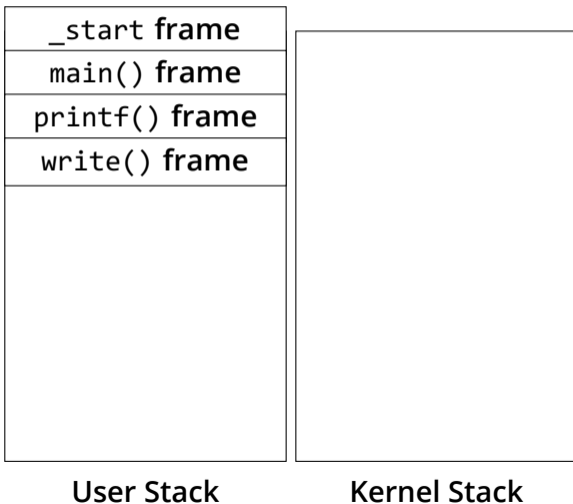 _start frame
main() frame
printf() frame
write() frame
User Stack
Kernel Stack